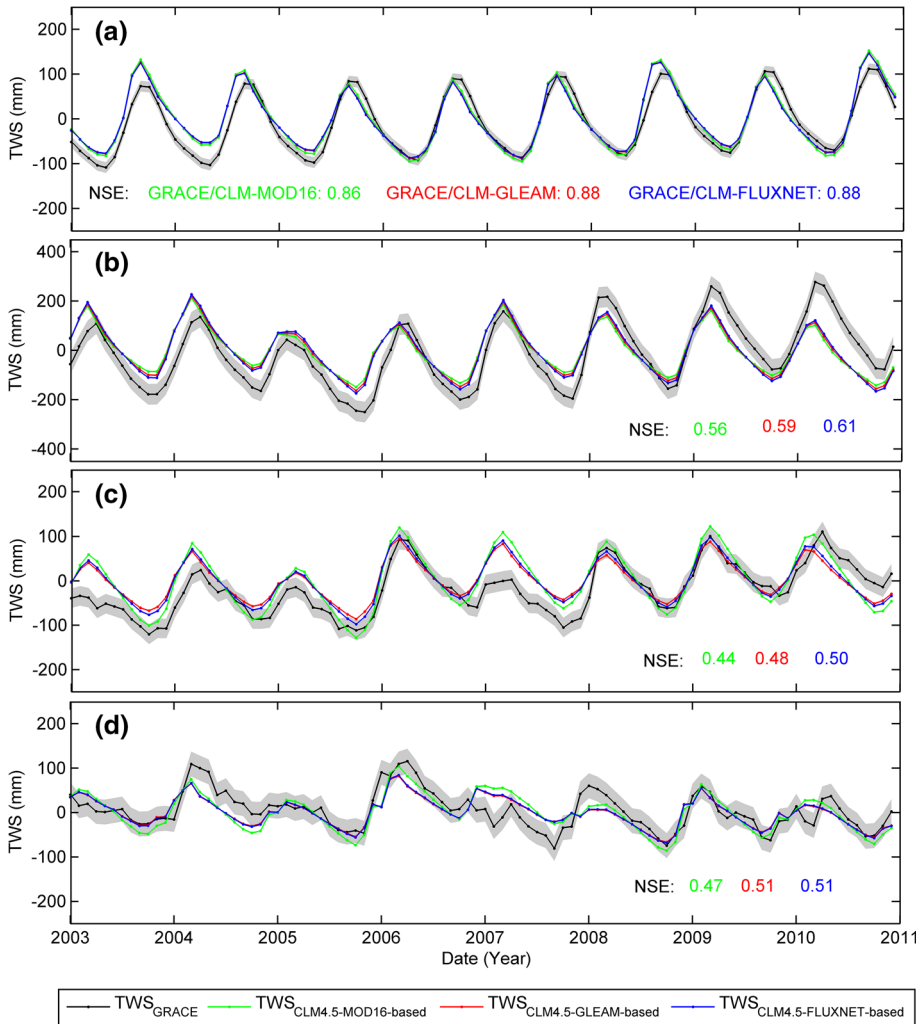 (a)
200
100
0
-100
-200
TWS (mm)
NSE: GRACE/CLM-MOD16: 0.86 GRACE/CLM-GLEAM: 0.88 GRACE/CLM-FLUXNET: 0.88
(b)
400
200
0
-200
-400
TWS (mm)
NSE: 0.56 0.59 0.61
(c)
200
100
0
-100
-200
TWS (mm)
NSE: 0.44 0.48 0.50
(d)
200
100
0
-100
-200
TWS (mm)
NSE: 0.47 0.51 0.51
2003 2004 2005 2006 2007 2008 2009 2010 2011
Date (Year)
TWSGRACE TWSCLM4.5-MOD16-based TWSCLM4.5-GLEAM-based TWSCLM4.5-FLUXNET-based